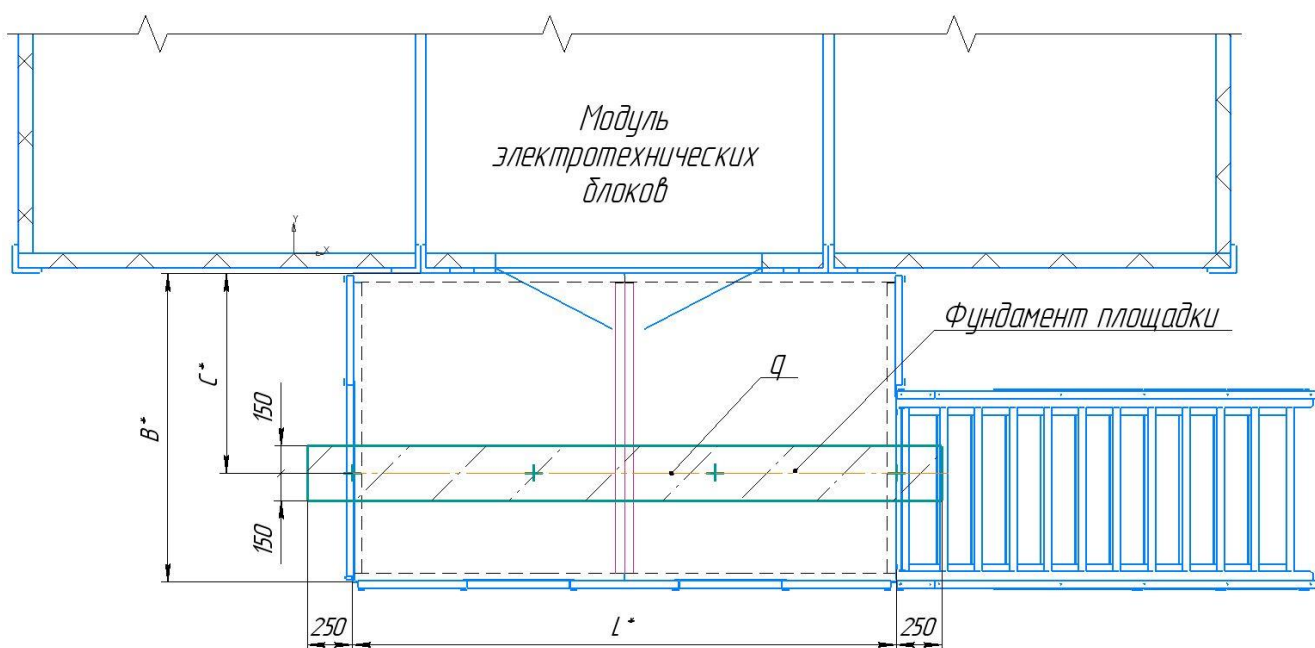 Модуль
электротехнических
блоков
Y
X
Фундамент площадки
q
C*
B*
150
150
250
L*
250